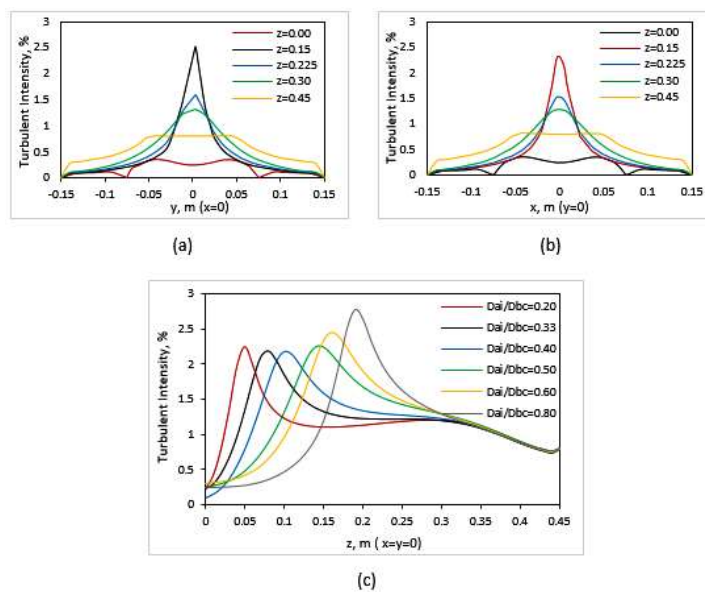 3
2.5
2
1.5
1
0.5
0
Turbulent Intensity, %
z=0.00
z=0.15
z=0.225
z=0.30
z=0.45
-0.15 -0.1 -0.05 0 0.05 0.1 0.15
y, m (x=0)
(a)
3
2.5
2
1.5
1
0.5
0
Turbulent Intensity, %
z=0.00
z=0.15
z=0.225
z=0.30
z=0.45
-0.15 -0.1 -0.05 0 0.05 0.1 0.15
x, m (y=0)
(b)
3
2.5
2
1.5
1
0.5
0
Turbulent Intensity, %
Dai/Dbc=0.20
Dai/Dbc=0.33
Dai/Dbc=0.40
Dai/Dbc=0.50
Dai/Dbc=0.60
Dai/Dbc=0.80
0 0.05 0.1 0.15 0.2 0.25 0.3 0.35 0.4 0.45
z, m ( x=y=0)
(c)